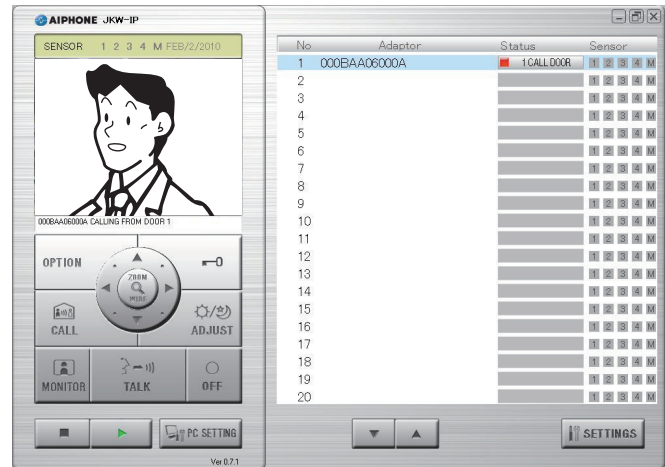 AIPHONE JKW-IP
SENSOR 1 2 3 4 M FEB/2/2010
000BAA06000A CALLING FROM DOOR 1
OPTION
ZOOM
WIDE
CALL
ADJUST
MONITOR
TALK
OFF
PC SETTING
Ver 0.7.1
No Adaptor Status Sensor
1 000BAA06000A 1 CALL DOOR 1 2 3 4 M
2 1 2 3 4 M
3 1 2 3 4 M
4 1 2 3 4 M
5 1 2 3 4 M
6 1 2 3 4 M
7 1 2 3 4 M
8 1 2 3 4 M
9 1 2 3 4 M
10 1 2 3 4 M
11 1 2 3 4 M
12 1 2 3 4 M
13 1 2 3 4 M
14 1 2 3 4 M
15 1 2 3 4 M
16 1 2 3 4 M
17 1 2 3 4 M
18 1 2 3 4 M
19 1 2 3 4 M
20 1 2 3 4 M
SETTINGS